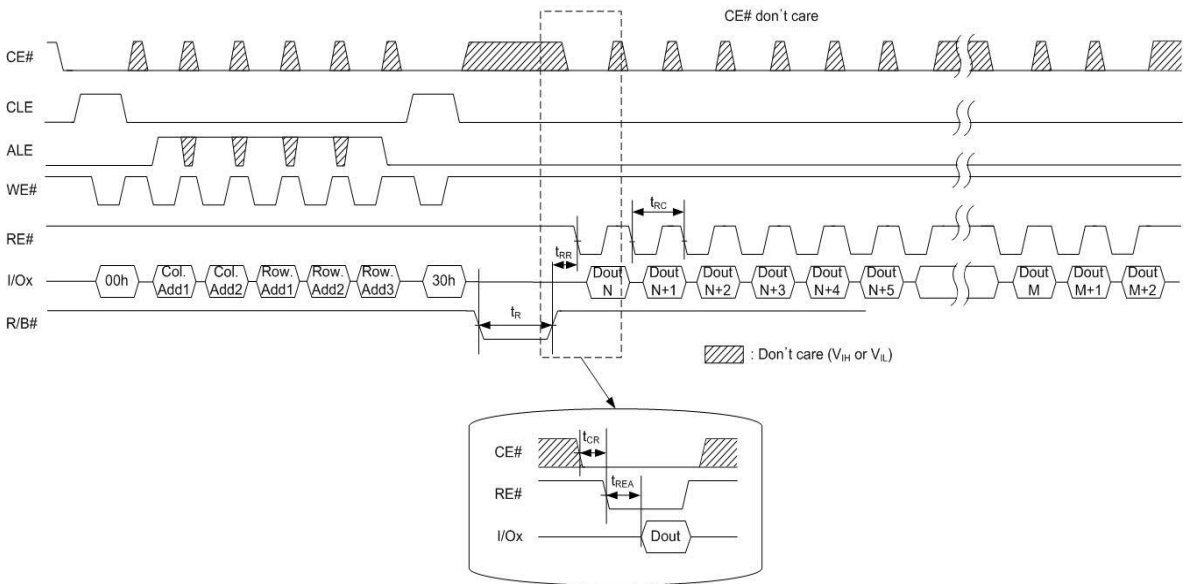 CE# don´t care
CE#
CLE
ALE
WE#
tRC
RE#
tRR
I/Ox
00h
Col.
Add1
Col.
Add2
Row.
Add1
Row.
Add2
Row.
Add3
30h
Dout
N
Dout
N+1
Dout
N+2
Dout
N+3
Dout
N+4
Dout
N+5
Dout
M
Dout
M+1
Dout
M+2
tR
R/B#
: Don´t care (VIH or VIL)
CE#
tCR
RE#
tREA
I/Ox
Dout